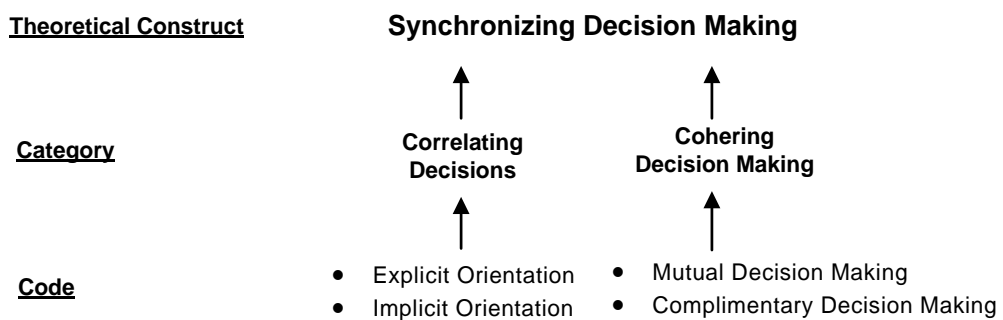 Theoretical Construct Synchronizing Decision Making
Category
Correlating
Decisions
Cohering
Decision Making
Code
• Explicit Orientation
• Implicit Orientation
• Mutual Decision Making
• Complimentary Decision Making